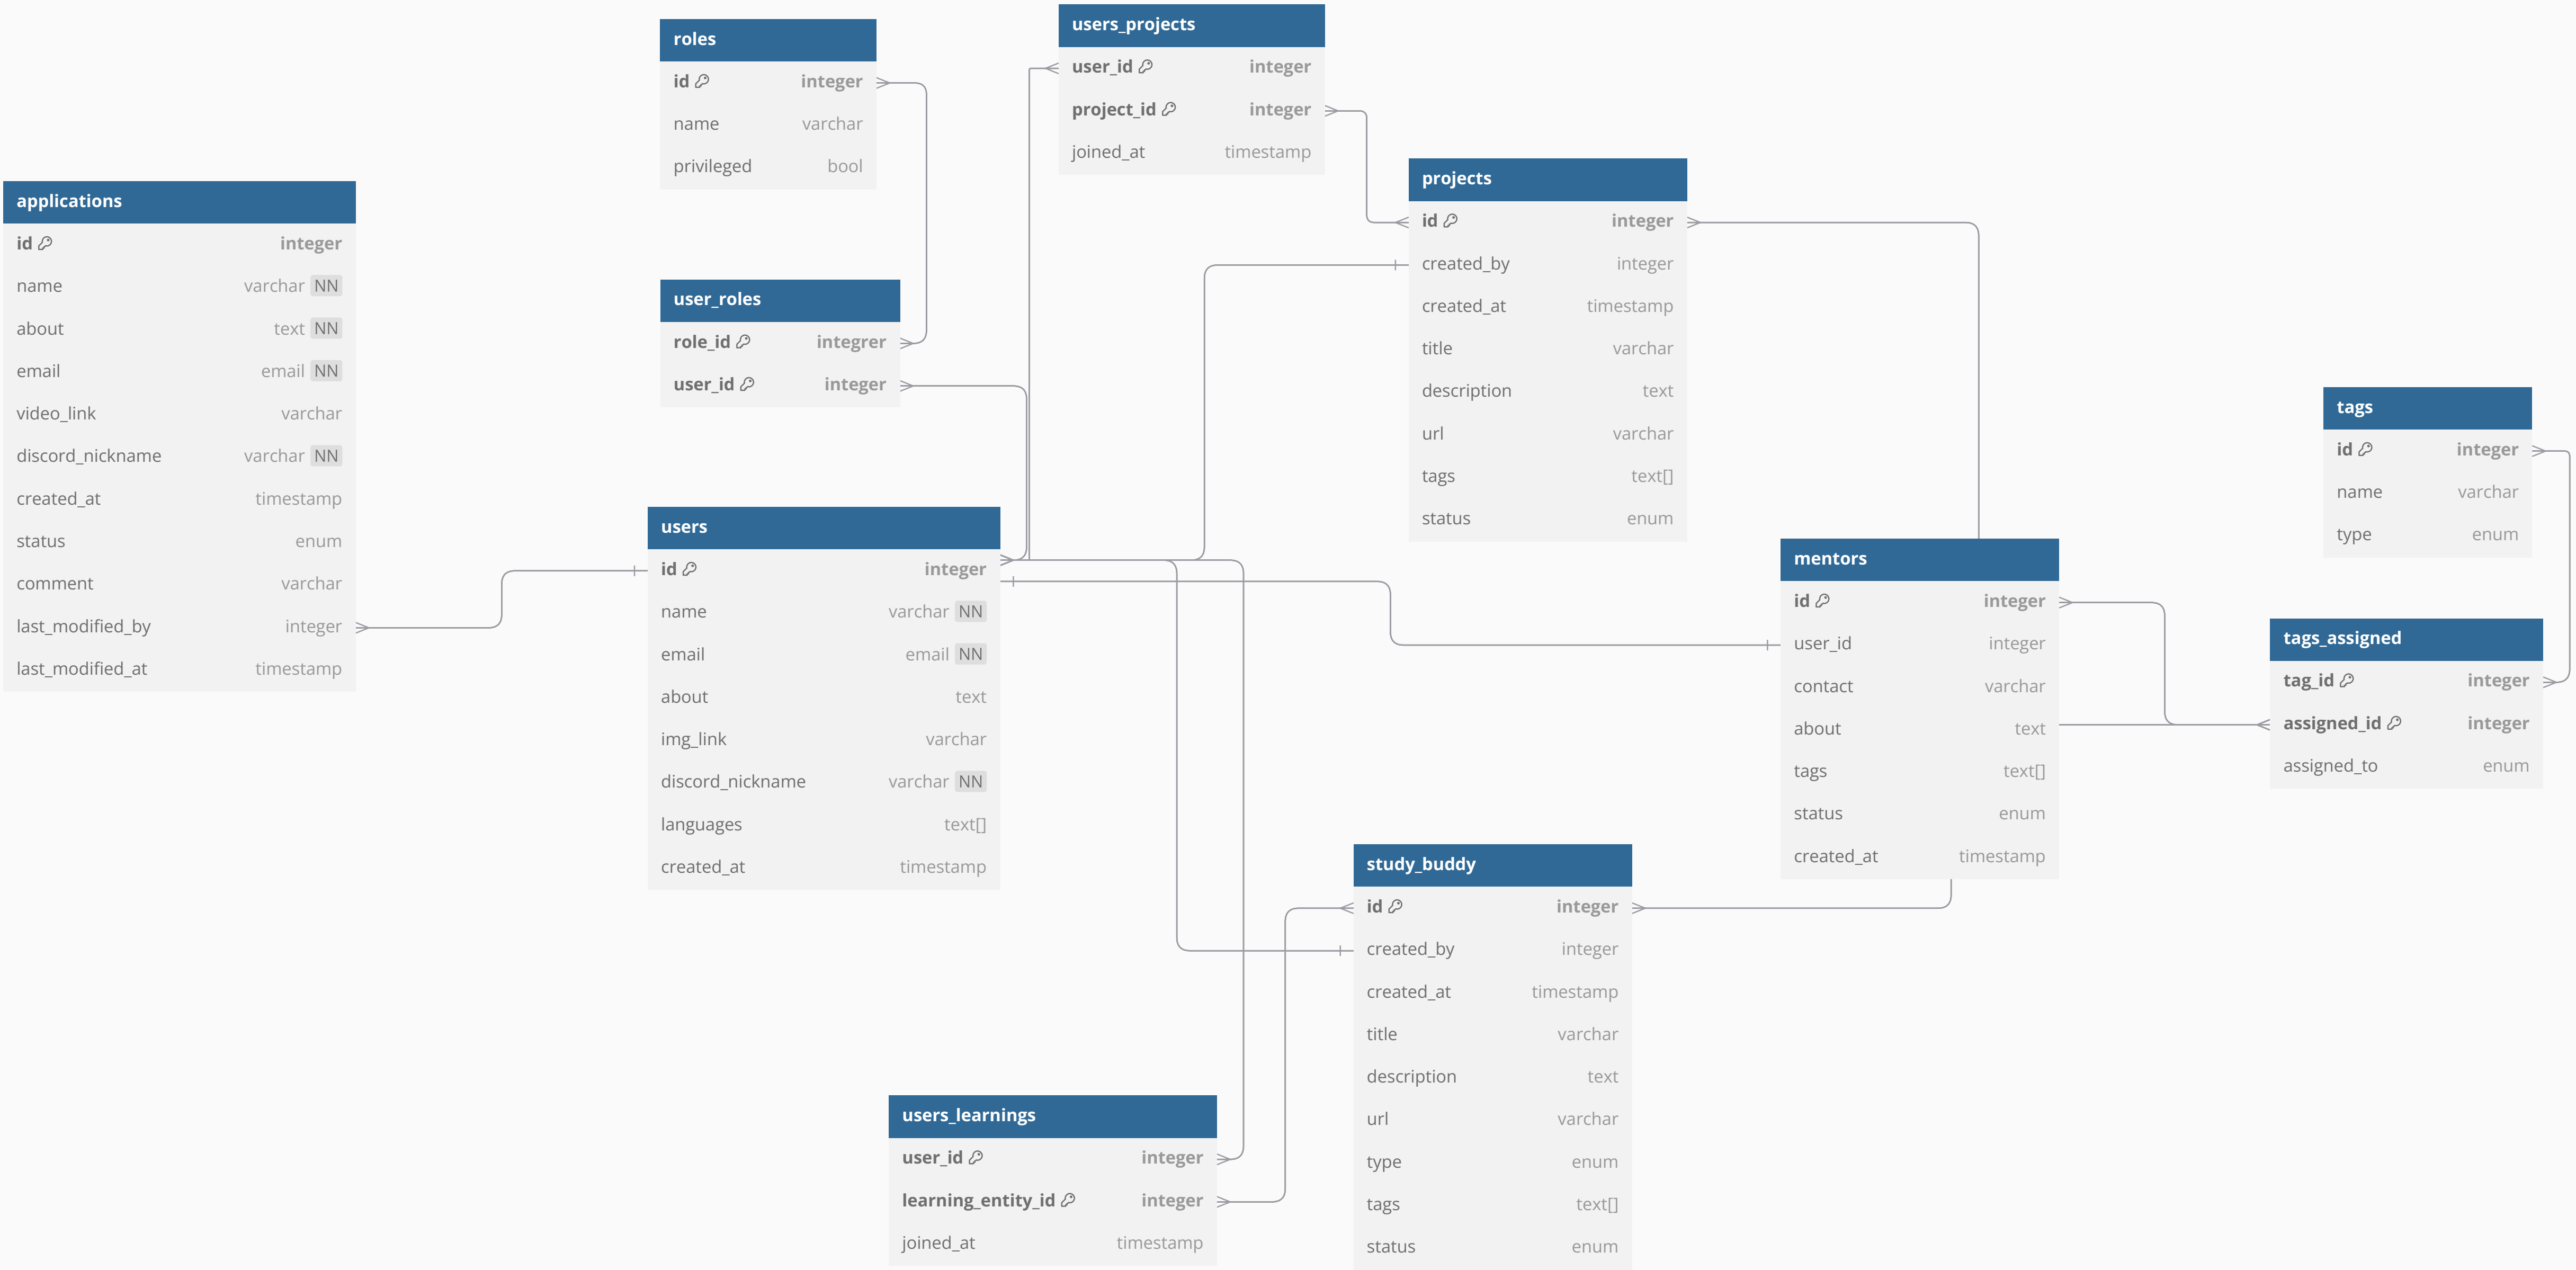 applications
id integer
name varchar NN
about text NN
email email NN
video_link varchar
discord_nickname varchar NN
created_at timestamp
status enum
comment varchar
last_modified_by integer
last_modified_at timestamp
roles
id integer
name varchar
privileged bool
user_roles
role_id integrer
user_id integer
users
id integer
name varchar NN
email email NN
about text
img_link varchar
discord_nickname varchar NN
languages text[]
created_at timestamp
users_projects
user_id integer
project_id integer
joined_at timestamp
projects
id integer
created_by integer
created_at timestamp
title varchar
description text
url varchar
tags text[]
status enum
users_learnings
user_id integer
learning_entity_id integer
joined_at timestamp
study_buddy
id integer
created_by integer
created_at timestamp
title varchar
description text
url varchar
type enum
tags text[]
status enum
mentors
id integer
user_id integer
contact varchar
about text
tags text[]
status enum
created_at timestamp
tags
id integer
name varchar
type enum
tags_assigned
tag_id integer
assigned_id integer
assigned_to enum